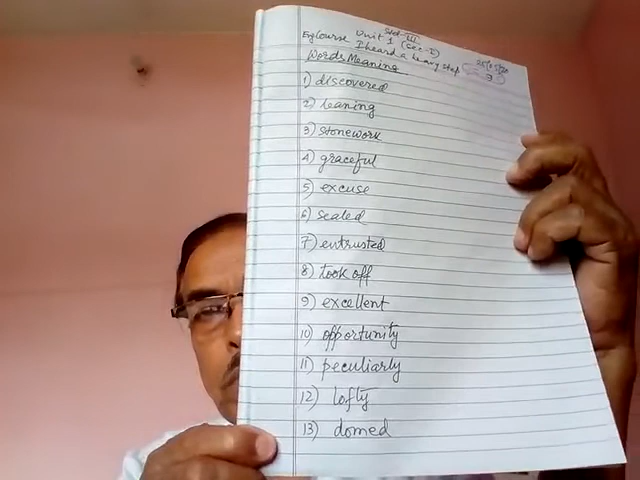 Std-III
Eng Course Unit 1 (Sec-I)
I heard a heavy step
Words Meaning
3
1) discovered
2) leaning
3) stonework
4) graceful
5) excuse
6) sealed
7) entrusted
8) took off
9) excellent
10) opportunity
11) peculiarly
12) lofty
13) domed